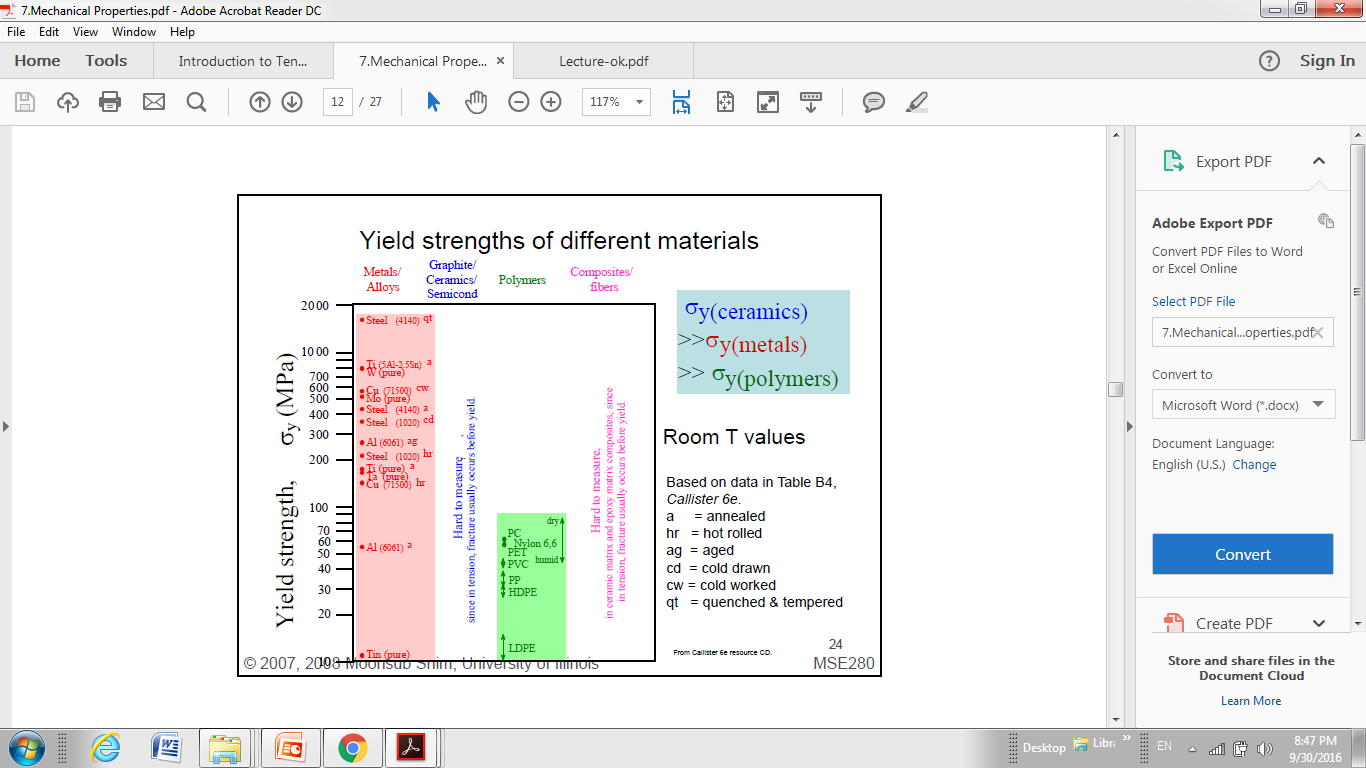 7.Mechanical Properties.pdf - Adobe Acrobat Reader DC
File Edit View Window Help
Home Tools Introduction to Ten... 7.Mechanical Prope... × Lecture-ok.pdf Sign In
12 / 27 117%
Yield strengths of different materials
Metals/
Alloys
Graphite/
Ceramics/
Semicond
Polymers
Composites/
fibers
Yield strength, σy (MPa)
2000
1000
700
600
500
400
300
200
100
70
60
50
40
30
20
10
Steel (4140) qt
Ti (5Al-2.5Sn) a
W (pure)
Cu (71500) cw
Mo (pure)
Steel (4140) a
Steel (1020) cd
Al (6061) ag
Steel (1020) hr
Ti (pure) a
Ta (pure)
Cu (71500) hr
Al (6061) a
Tin (pure)
Hard to measure,
since in tension, fracture usually occurs before yield.
dry
PC
Nylon 6,6
PET
humid
PVC
PP
HDPE
LDPE
Hard to measure,
in ceramic matrix and epoxy matrix composites, since
in tension, fracture usually occurs before yield.
σy(ceramics)
>>σy(metals)
>> σy(polymers)
Room T values
Based on data in Table B4,
Callister 6e.
a = annealed
hr = hot rolled
ag = aged
cd = cold drawn
cw = cold worked
qt = quenched & tempered
From Callister 6e resource CD.
24
© 2007, 2008 Moonsub Shim, University of Illinois
MSE280
Export PDF
Adobe Export PDF
Convert PDF Files to Word
or Excel Online
Select PDF File
7.Mechanical...operties.pdf ×
Convert to
Microsoft Word (*.docx)
Document Language:
English (U.S.) Change
Convert
Create PDF
Store and share files in the
Document Cloud
Learn More
Desktop Libra » EN
8:47 PM
9/30/2016